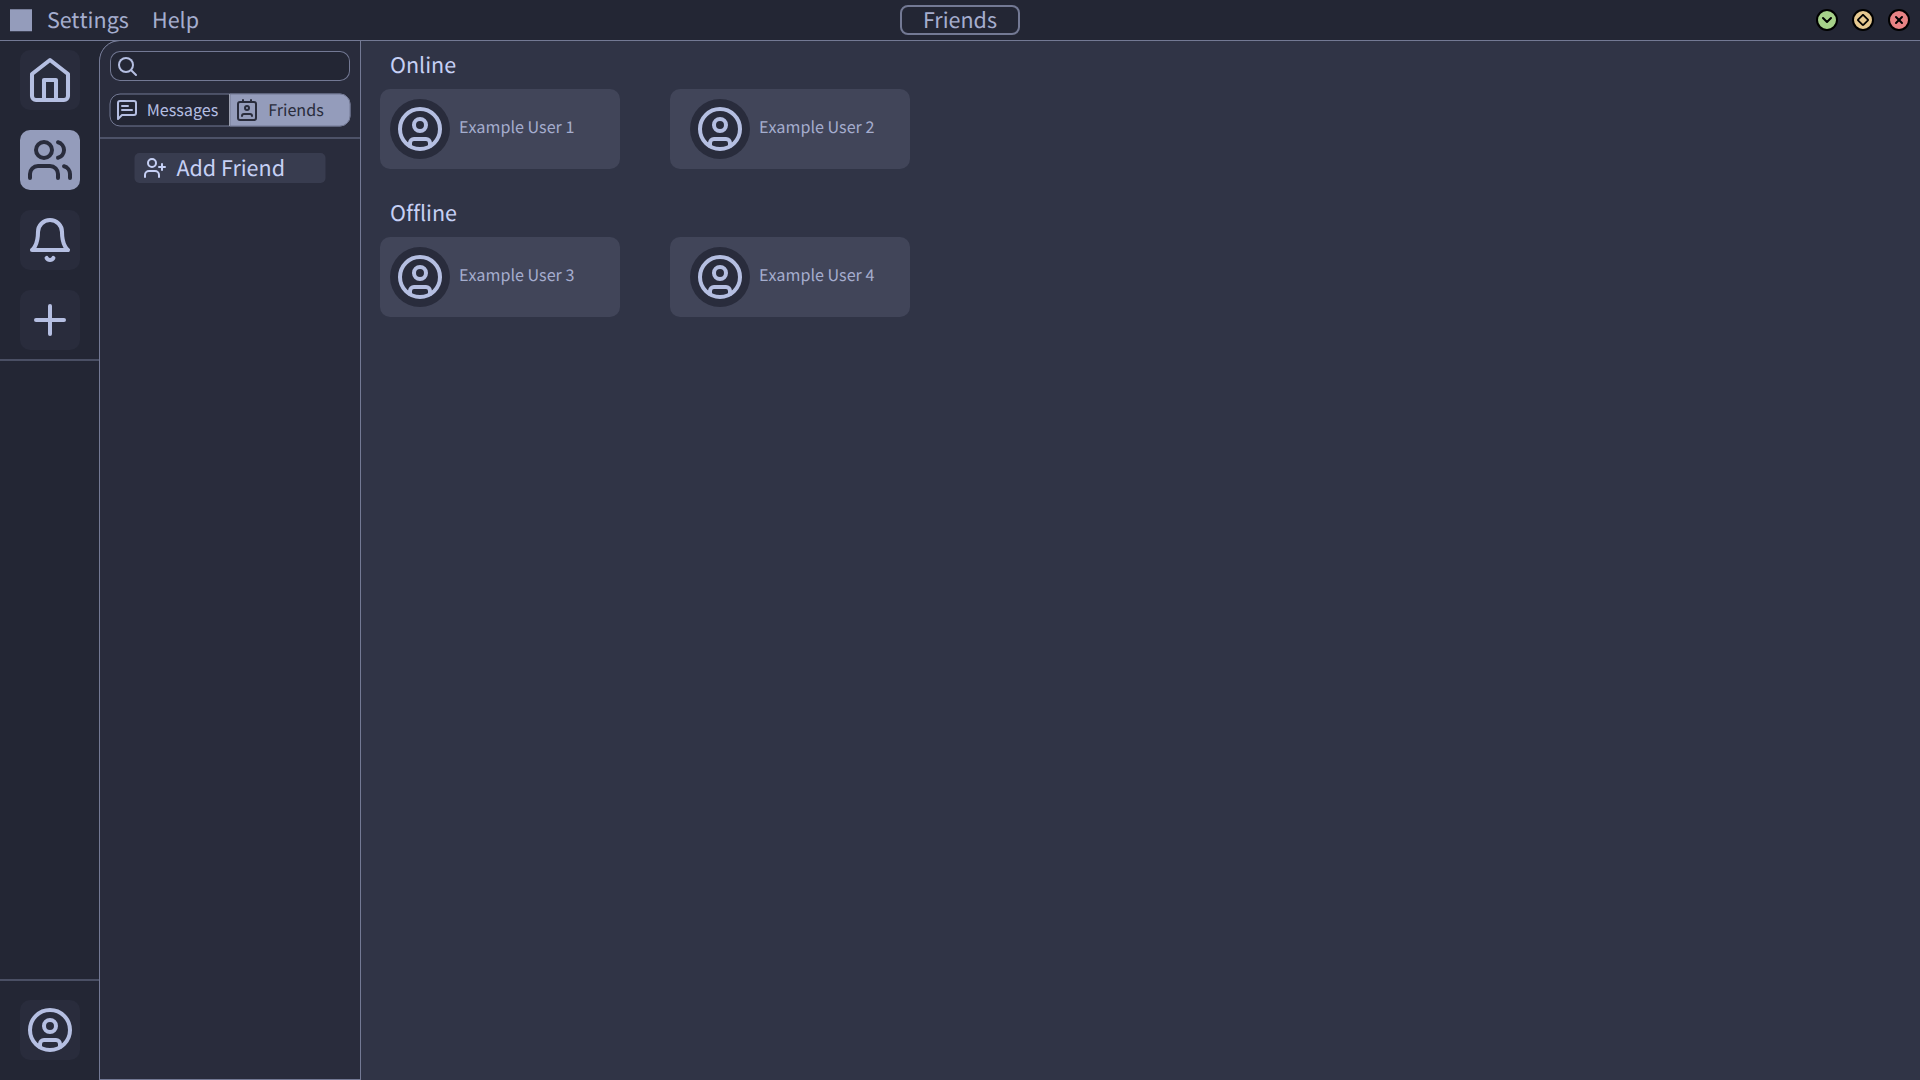 Settings Help Friends
Messages Friends
Add Friend
Online
Example User 1 Example User 2
Offline
Example User 3 Example User 4